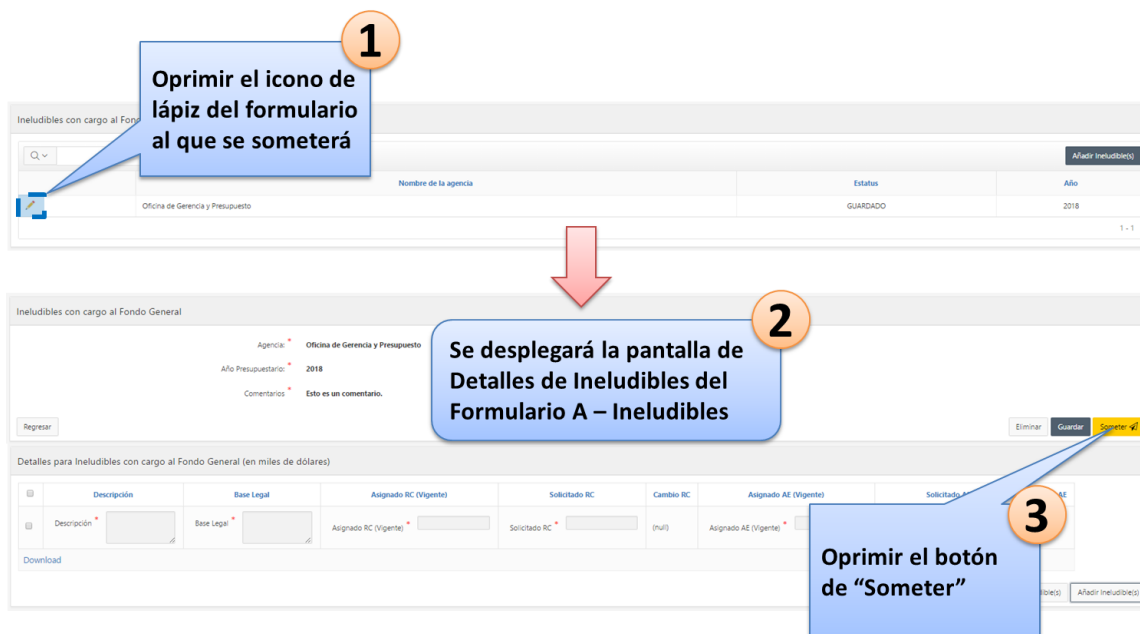 1
Oprimir el icono de
lápiz del formulario
al que se someterá
Ineludibles con cargo al
Añadir Ineludible(s)
Nombre de la agencia
Estatus
Año
Oficina de Gerencia y Presupuesto
GUARDADO
2018
1 - 1
Ineludibles con cargo al Fondo General
2
Agencia: *
Oficina de Gerencia y Presupuesto
Año Presupuestario: *
2018
Comentarios *
Esto es un comentario.
Se desplegará la pantalla de
Detalles de Ineludibles del
Formulario A – Ineludibles
Regresar
Eliminar
Guardar
Someter
Detalles para Ineludibles con cargo al Fondo General (en miles de dólares)
Descripción
Base Legal
Asignado RC (Vigente)
Solicitado RC
Cambio RC
Asignado AE (Vigente)
Solicitado
AE
Descripción *
Base Legal *
Asignado RC (Vigente) *
Solicitado RC *
(null)
Asignado AE (Vigente) *
3
Oprimir el botón
de “Someter”
Download
Añadir Ineludible(s)